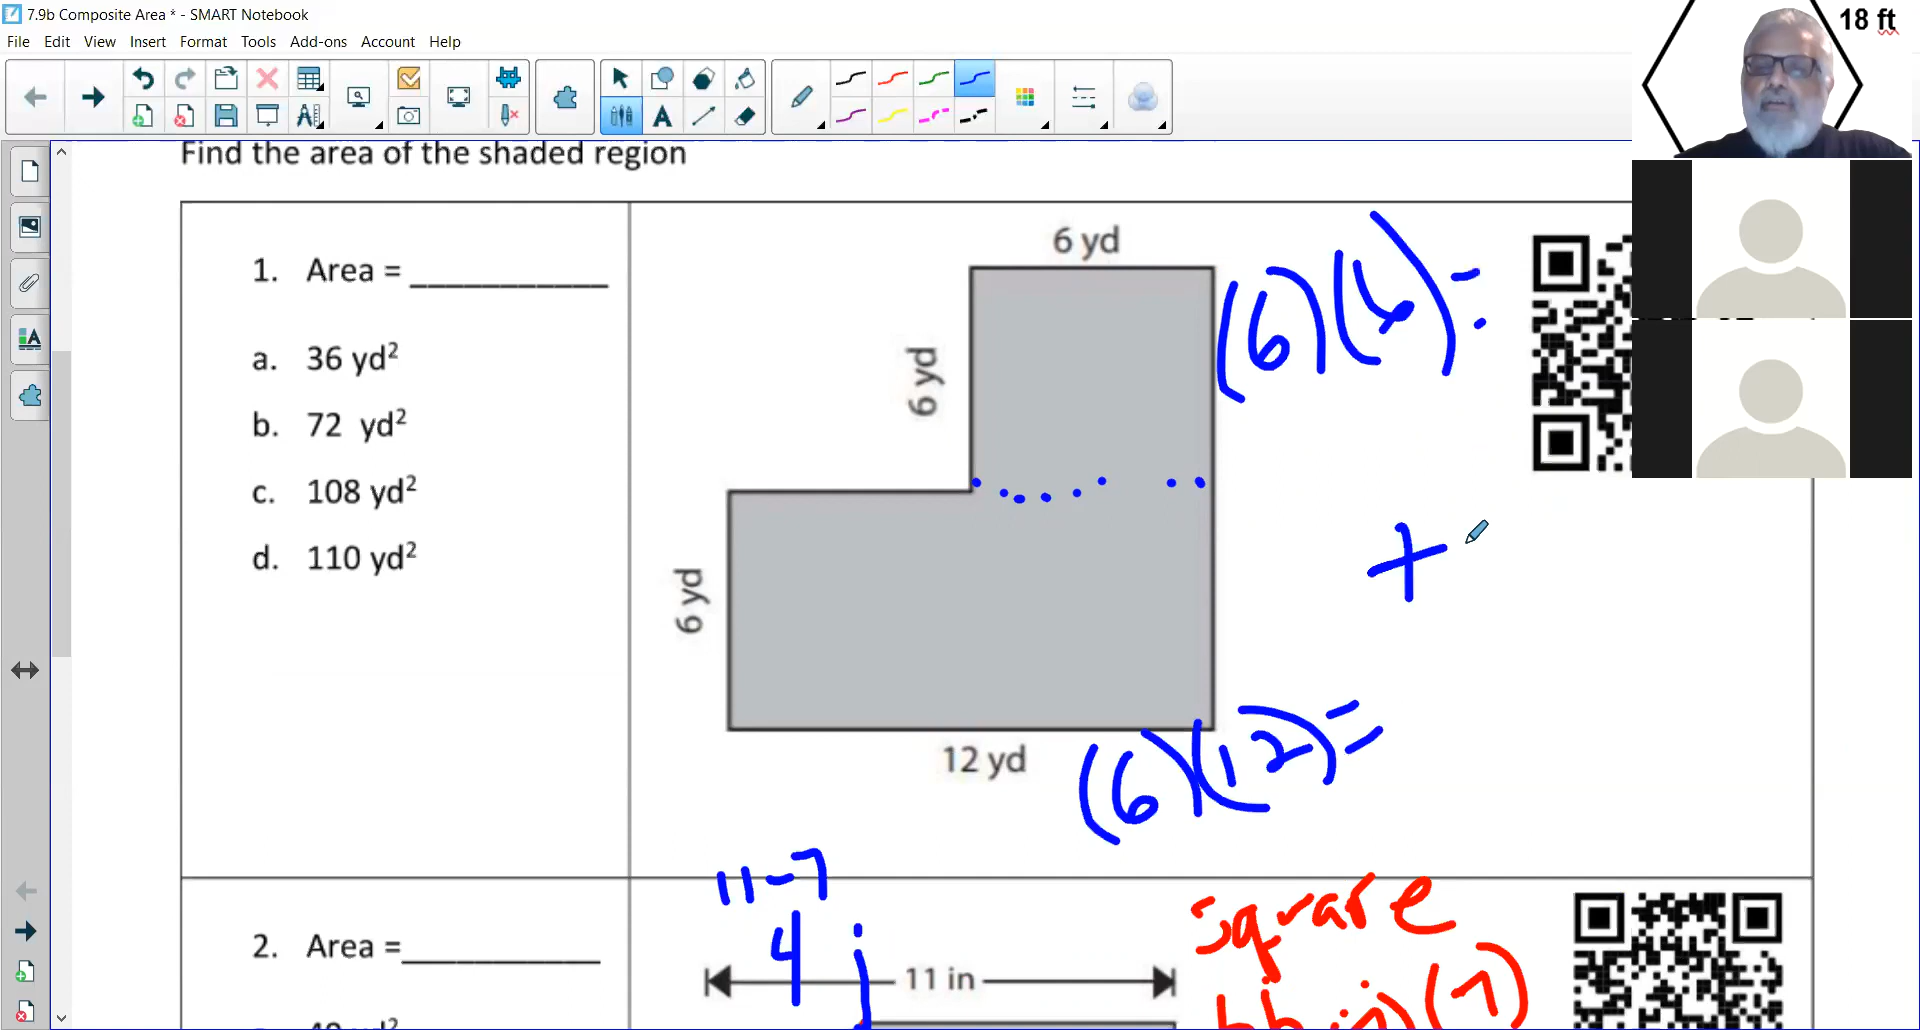 7.9b Composite Area * - SMART Notebook
File Edit View Insert Format Tools Add-ons Account Help
18 ft
Find the area of the shaded region
1. Area = ___________
a. 36 yd²
b. 72 yd²
c. 108 yd²
d. 110 yd²
6 yd
6 yd
6 yd
12 yd
(6)(6)=
+
(6)(12)=
11-7
4
2. Area =___________
11 in
square
(7)